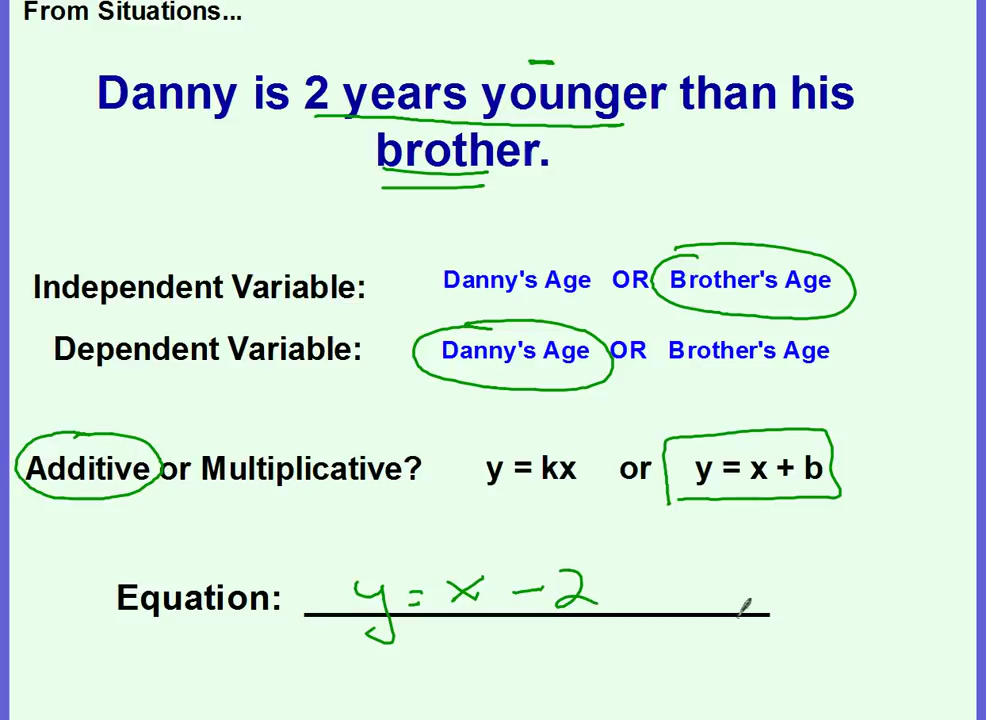 From Situations...
Danny is 2 years younger than his
brother.
Independent Variable: Danny's Age OR Brother's Age
Dependent Variable: Danny's Age OR Brother's Age
Additive or Multiplicative? y = kx or y = x + b
Equation: y = x - 2